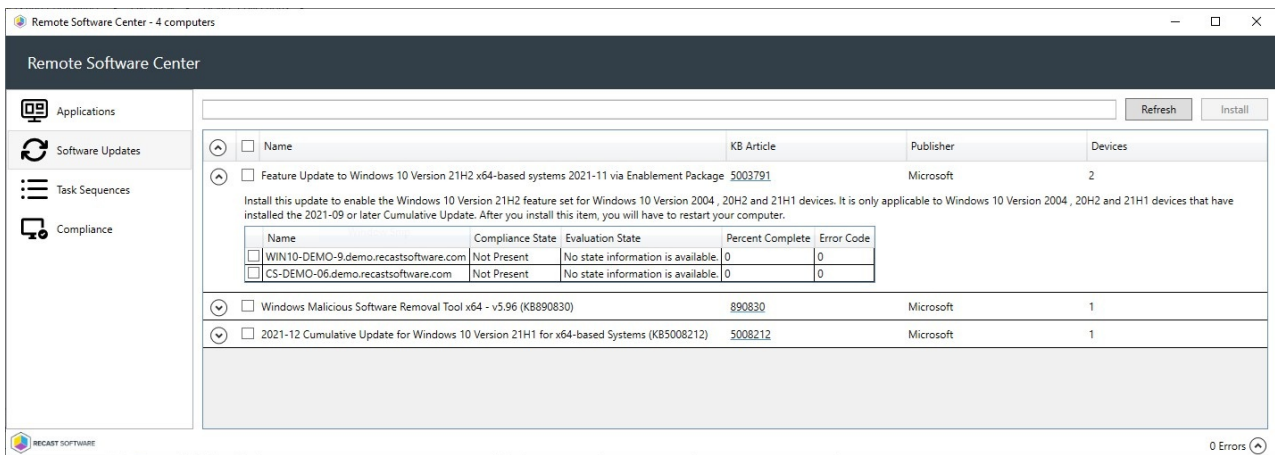 Remote Software Center - 4 computers
Remote Software Center
Applications
Software Updates
Task Sequences
Compliance
Refresh Install
Name KB Article Publisher Devices
Feature Update to Windows 10 Version 21H2 x64-based systems 2021-11 via Enablement Package 5003791 Microsoft 2
Install this update to enable the Windows 10 Version 21H2 feature set for Windows 10 Version 2004 , 20H2 and 21H1 devices. It is only applicable to Windows 10 Version 2004 , 20H2 and 21H1 devices that have
installed the 2021-09 or later Cumulative Update. After you install this item, you will have to restart your computer.
Name Compliance State Evaluation State Percent Complete Error Code
WIN10-DEMO-9.demo.recastsoftware.com Not Present No state information is available. 0 0
CS-DEMO-06.demo.recastsoftware.com Not Present No state information is available. 0 0
Windows Malicious Software Removal Tool x64 - v5.96 (KB890830) 890830 Microsoft 1
2021-12 Cumulative Update for Windows 10 Version 21H1 for x64-based Systems (KB5008212) 5008212 Microsoft 1
RECAST SOFTWARE
0 Errors